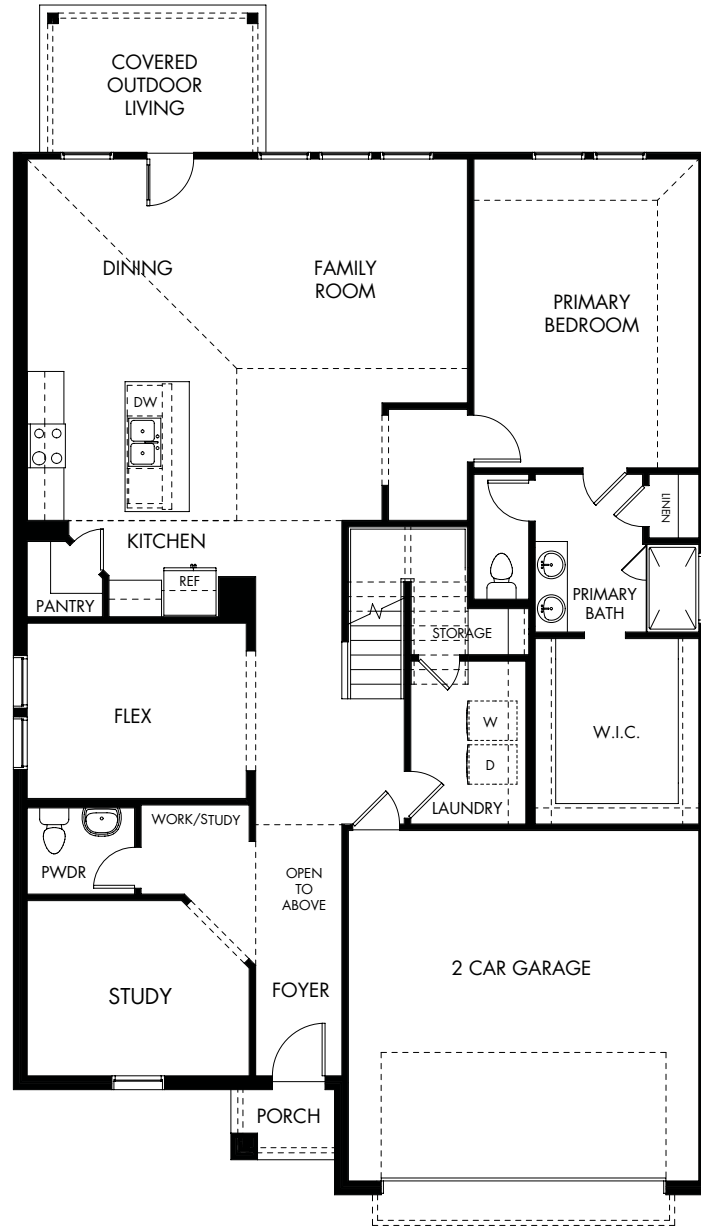 COVERED
OUTDOOR
LIVING
DINING
FAMILY
ROOM
PRIMARY
BEDROOM
DW
LINEN
KITCHEN
REF
PANTRY
PRIMARY
BATH
STORAGE
FLEX
W
D
W.I.C.
LAUNDRY
WORK/STUDY
PWDR
OPEN
TO
ABOVE
STUDY
FOYER
2 CAR GARAGE
PORCH